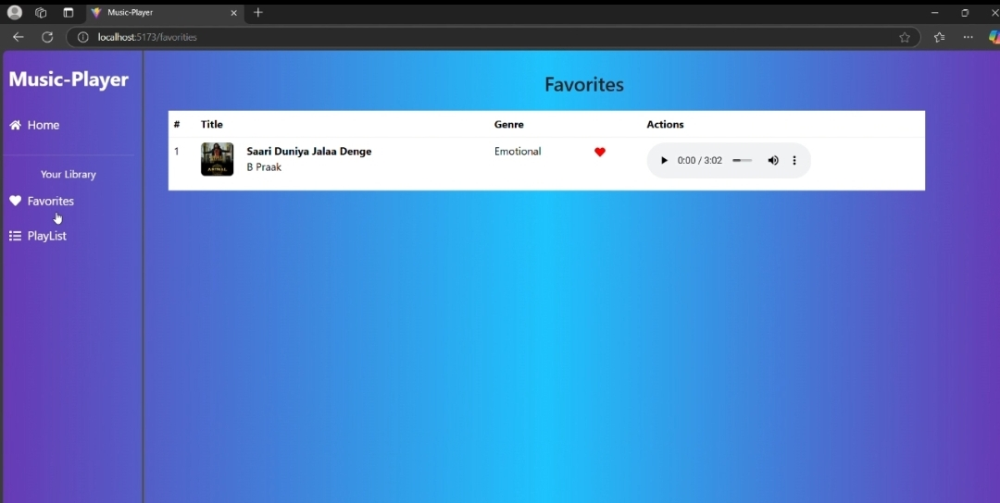 Music-Player
localhost:5173/favorites
Music-Player
Home
Your Library
Favorites
PlayList
Favorites
# Title Genre Actions
1 Saari Duniya Jalaa Denge Emotional 0:00 / 3:02
B Praak
ANIMAL